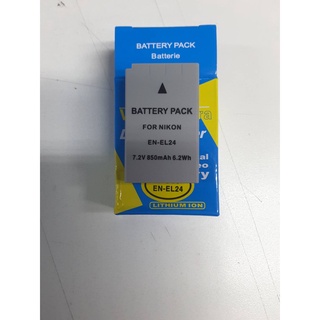 BATTERY PACK
Batterie
BATTERY PACK
FOR NIKON
EN-EL24
7.2V 850mAh 6.2Wh
EN-EL24
LITHIUM ION